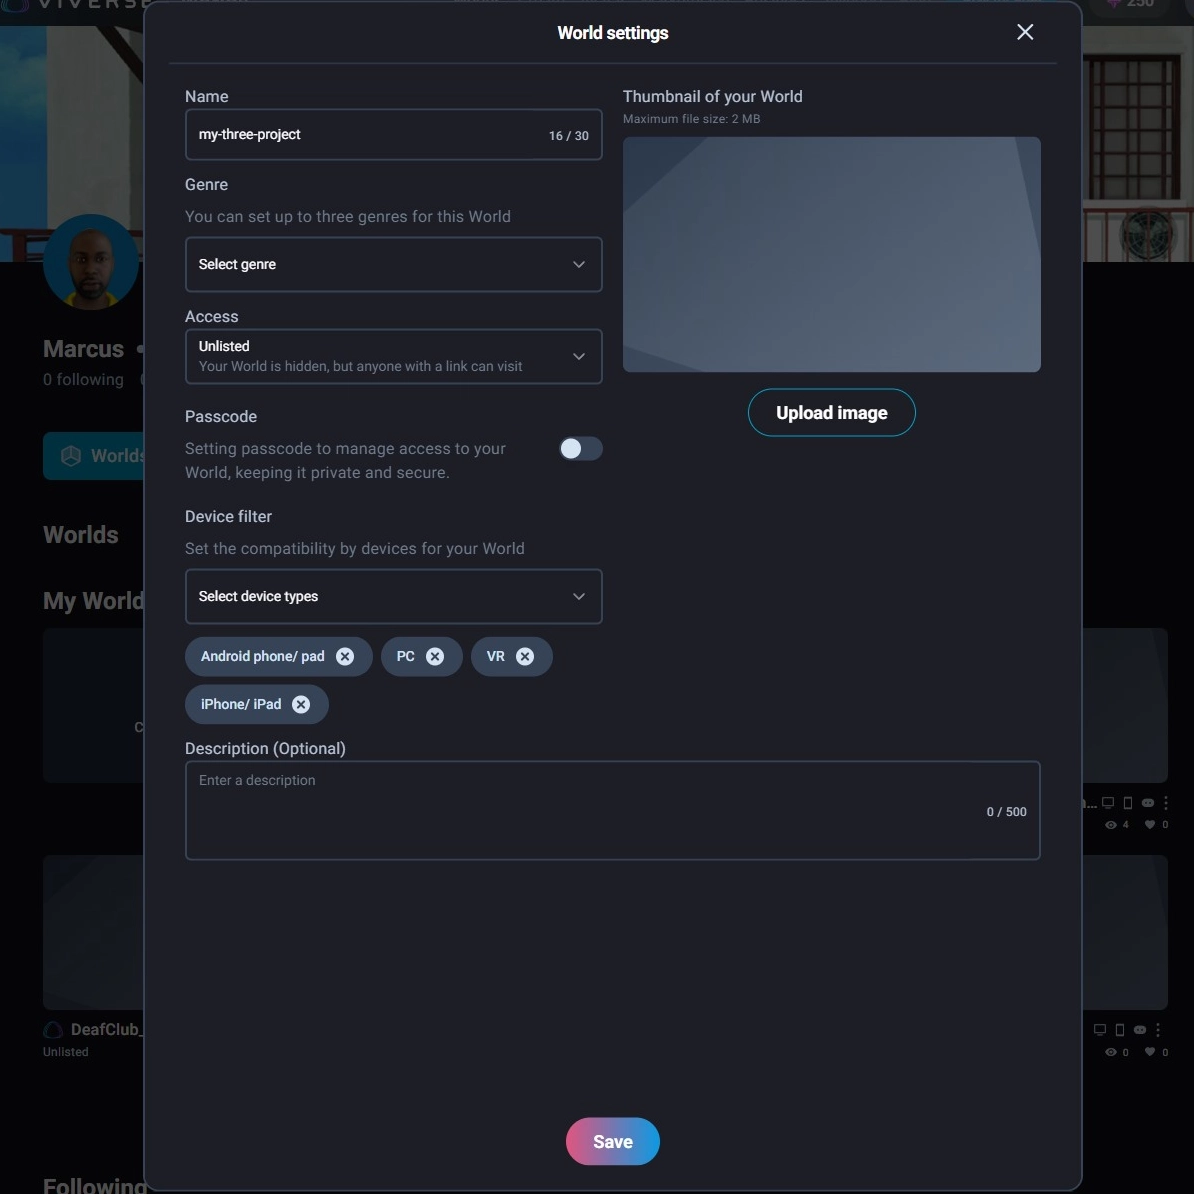 VIVERSE
250
World settings
Name
my-three-project
16 / 30
Genre
You can set up to three genres for this World
Select genre
Access
Unlisted
Your World is hidden, but anyone with a link can visit
Passcode
Setting passcode to manage access to your
World, keeping it private and secure.
Device filter
Set the compatibility by devices for your World
Select device types
Android phone/ pad
PC
VR
iPhone/ iPad
Description (Optional)
Enter a description
0 / 500
Thumbnail of your World
Maximum file size: 2 MB
Upload image
Save
Marcus
0 following
Worlds
Worlds
My World
4
0
DeafClub_
Unlisted
0
0
Following